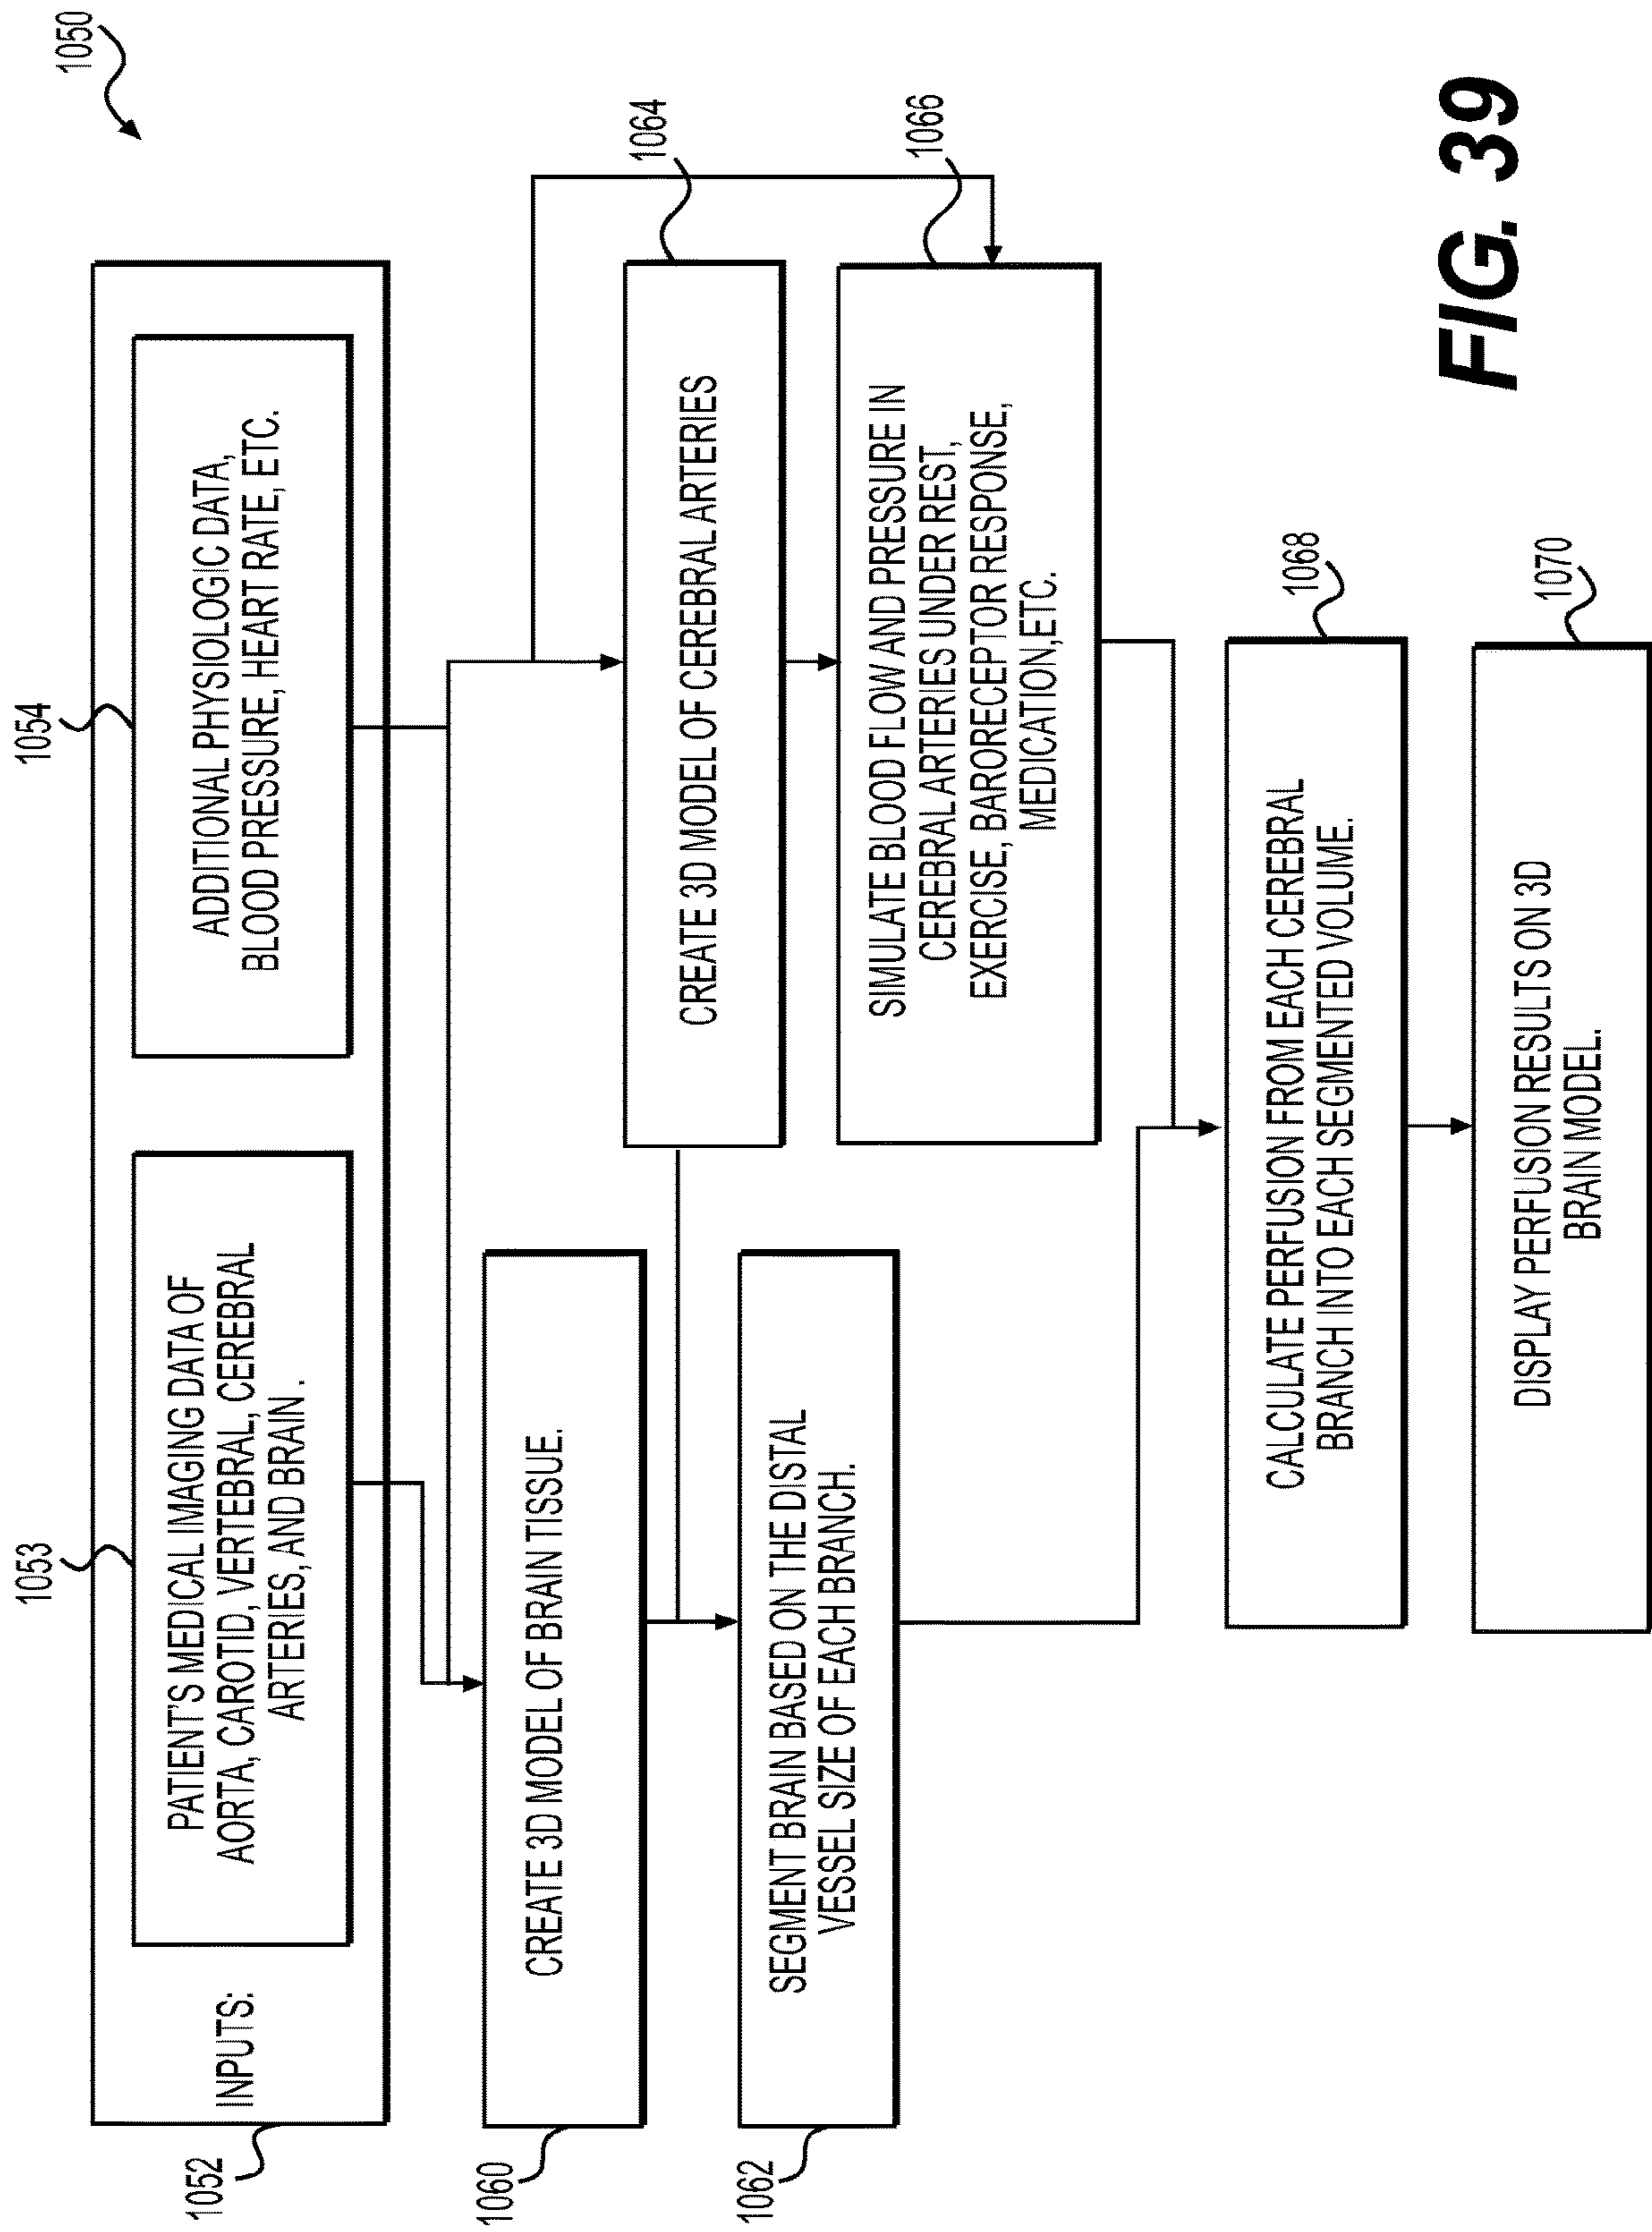 1050
1052
INPUTS:
1053
PATIENT'S MEDICAL IMAGING DATA OF
AORTA, CAROTID, VERTEBRAL, CEREBRAL
ARTERIES, AND BRAIN .
1054
ADDITIONAL PHYSIOLOGIC DATA,
BLOOD PRESSURE, HEART RATE, ETC.
1060
CREATE 3D MODEL OF BRAIN TISSUE.
1064
CREATE 3D MODEL OF CEREBRAL ARTERIES
1062
SEGMENT BRAIN BASED ON THE DISTAL
VESSEL SIZE OF EACH BRANCH.
1066
SIMULATE BLOOD FLOW AND PRESSURE IN
CEREBRAL ARTERIES UNDER REST,
EXERCISE, BARORECEPTOR RESPONSE,
MEDICATION,ETC.
1068
CALCULATE PERFUSION FROM EACH CEREBRAL
BRANCH INTO EACH SEGMENTED VOLUME.
1070
DISPLAY PERFUSION RESULTS ON 3D
BRAIN MODEL.
FIG. 39